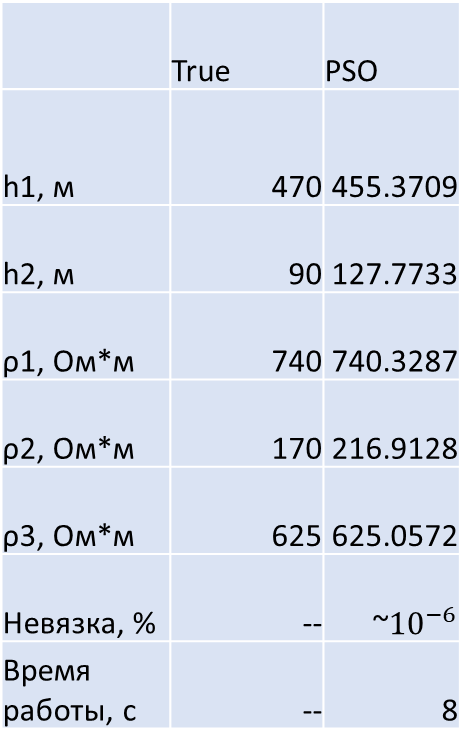 True PSO
h1, м 470 455.3709
h2, м 90 127.7733
ρ1, Ом*м 740 740.3287
ρ2, Ом*м 170 216.9128
ρ3, Ом*м 625 625.0572
Невязка, % -- ~10⁻⁶
Время
работы, с -- 8